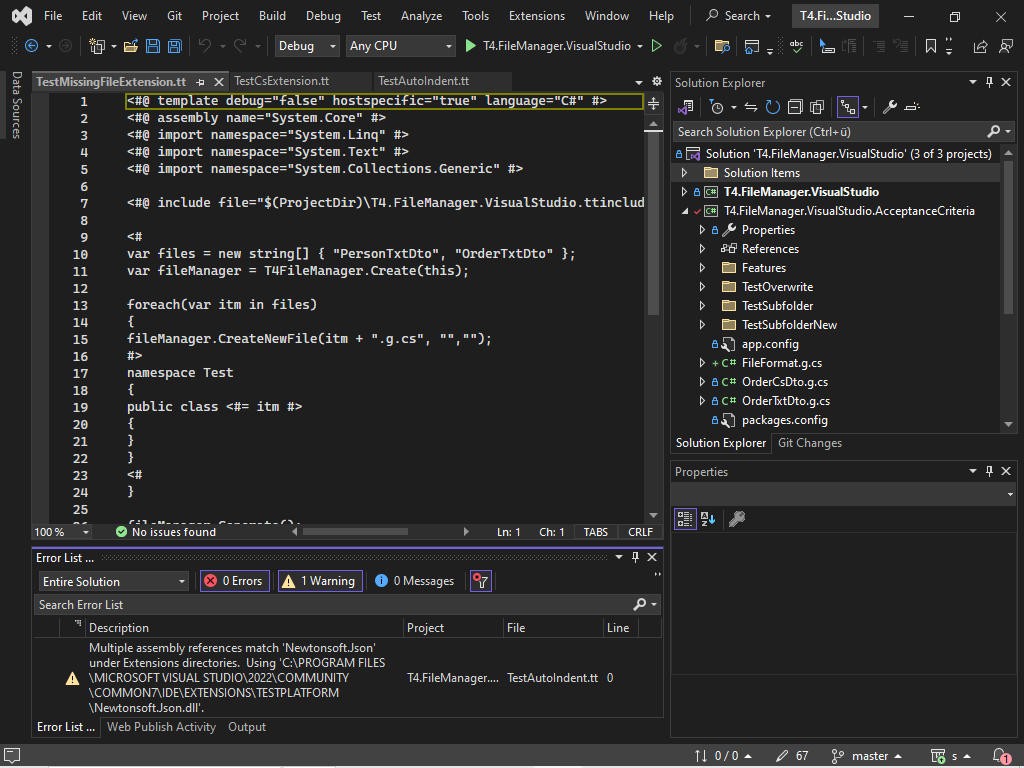 File Edit View Git Project Build Debug Test Analyze Tools Extensions Window Help Search T4.Fi...Studio
Debug Any CPU T4.FileManager.VisualStudio
Data Sources
TestMissingFileExtension.tt TestCsExtension.tt TestAutoIndent.tt
1 <#@ template debug="false" hostspecific="true" language="C#" #>
2 <#@ assembly name="System.Core" #>
3 <#@ import namespace="System.Linq" #>
4 <#@ import namespace="System.Text" #>
5 <#@ import namespace="System.Collections.Generic" #>
6
7 <#@ include file="$(ProjectDir)\T4.FileManager.VisualStudio.ttinclud
8
9 <#
10 var files = new string[] { "PersonTxtDto", "OrderTxtDto" };
11 var fileManager = T4FileManager.Create(this);
12
13 foreach(var itm in files)
14 {
15 fileManager.CreateNewFile(itm + ".g.cs", "","");
16 #>
17 namespace Test
18 {
19 public class <#= itm #>
20 {
21 }
22 }
23 <#
24 }
25
26 fileManager.Generate();
100 % No issues found Ln: 1 Ch: 1 TABS CRLF
Error List ...
Entire Solution 0 Errors 1 Warning 0 Messages
Search Error List
Description Project File Line
Multiple assembly references match 'Newtonsoft.Json'
under Extensions directories. Using 'C:\PROGRAM FILES
\MICROSOFT VISUAL STUDIO\2022\COMMUNITY
\COMMON7\IDE\EXTENSIONS\TESTPLATFORM
\Newtonsoft.Json.dll'.
T4.FileManager.... TestAutoIndent.tt 0
Error List ... Web Publish Activity Output
Solution Explorer
Search Solution Explorer (Ctrl+ü)
Solution 'T4.FileManager.VisualStudio' (3 of 3 projects)
Solution Items
C# T4.FileManager.VisualStudio
C# T4.FileManager.VisualStudio.AcceptanceCriteria
Properties
References
Features
TestOverwrite
TestSubfolder
TestSubfolderNew
app.config
C# FileFormat.g.cs
C# OrderCsDto.g.cs
C# OrderTxtDto.g.cs
packages.config
Solution Explorer Git Changes
Properties
0 / 0 67 master s 1